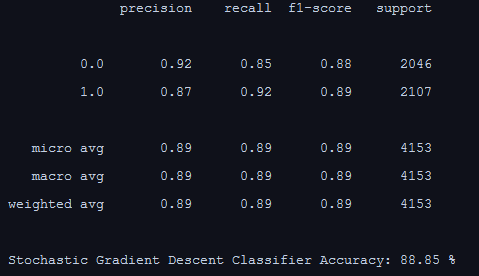 precision recall f1-score support
0.0 0.92 0.85 0.88 2046
1.0 0.87 0.92 0.89 2107
micro avg 0.89 0.89 0.89 4153
macro avg 0.89 0.89 0.89 4153
weighted avg 0.89 0.89 0.89 4153
Stochastic Gradient Descent Classifier Accuracy: 88.85 %